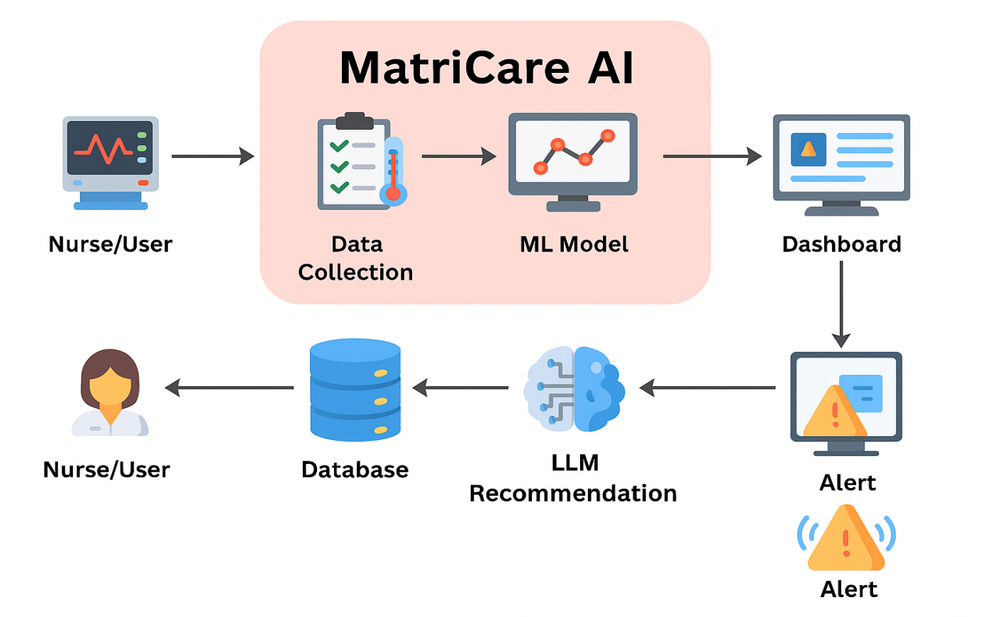 MatriCare AI
Nurse/User
Data
Collection
ML Model
Dashboard
Nurse/User
Database
LLM
Recommendation
Alert
Alert